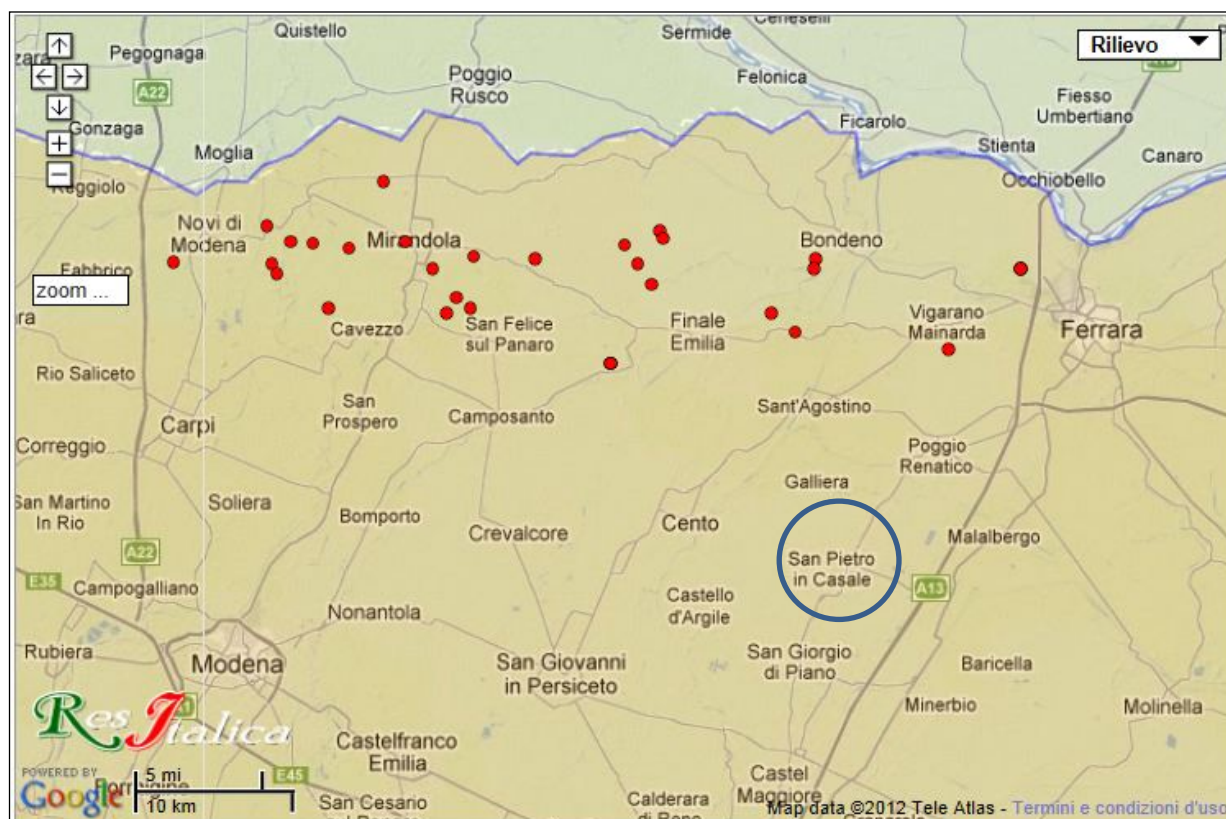 Quistello
Sermide
Ceneselli
Rilievo
Pegognaga
Poggio
Rusco
Felonica
A22
Fiesso
Umbertiano
Gonzaga
Moglia
Ficarolo
Stienta
Canaro
Reggiolo
Occhiobello
Novi di
Modena
Mirandola
Bondeno
Fabbrico
zoom ...
Cavezzo
San Felice
sul Panaro
Finale
Emilia
Vigarano
Mainarda
Ferrara
Rio Saliceto
San
Prospero
Camposanto
Sant'Agostino
Carpi
Correggio
Poggio
Renatico
Galliera
San Martino
In Rio
Soliera
Bomporto
Crevalcore
Cento
Malalbergo
San Pietro
in Casale
A22
E35
Campogalliano
Castello
d'Argile
A13
Nonantola
Rubiera
Modena
San Giovanni
in Persiceto
San Giorgio
di Piano
Baricella
Minerbio
Molinella
Res Italica
Castelfranco
Emilia
POWERED BY
Google
5 mi
10 km
E45
Castel
Maggiore
San Cesario
Calderara
di Reno
Map data ©2012 Tele Atlas - Termini e condizioni d'uso